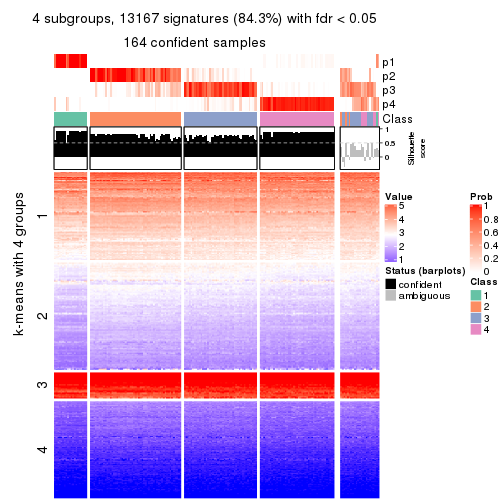 4 subgroups, 13167 signatures (84.3%) with fdr < 0.05
164 confident samples
p1
p2
p3
p4
Class
1
0.5
0
Silhouette
score
k-means with 4 groups
1
2
3
4
Value
5
4
3
2
1
Status (barplots)
confident
ambiguous
Prob
1
0.8
0.6
0.4
0.2
0
Class
1
2
3
4